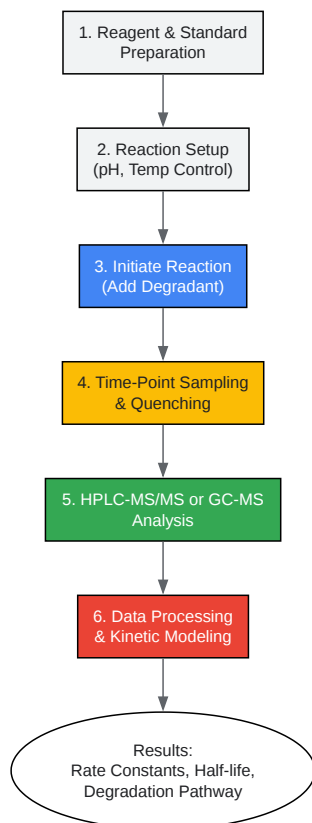 1. Reagent & Standard
Preparation
2. Reaction Setup
(pH, Temp Control)
3. Initiate Reaction
(Add Degradant)
4. Time-Point Sampling
& Quenching
5. HPLC-MS/MS or GC-MS
Analysis
6. Data Processing
& Kinetic Modeling
Results:
Rate Constants, Half-life,
Degradation Pathway